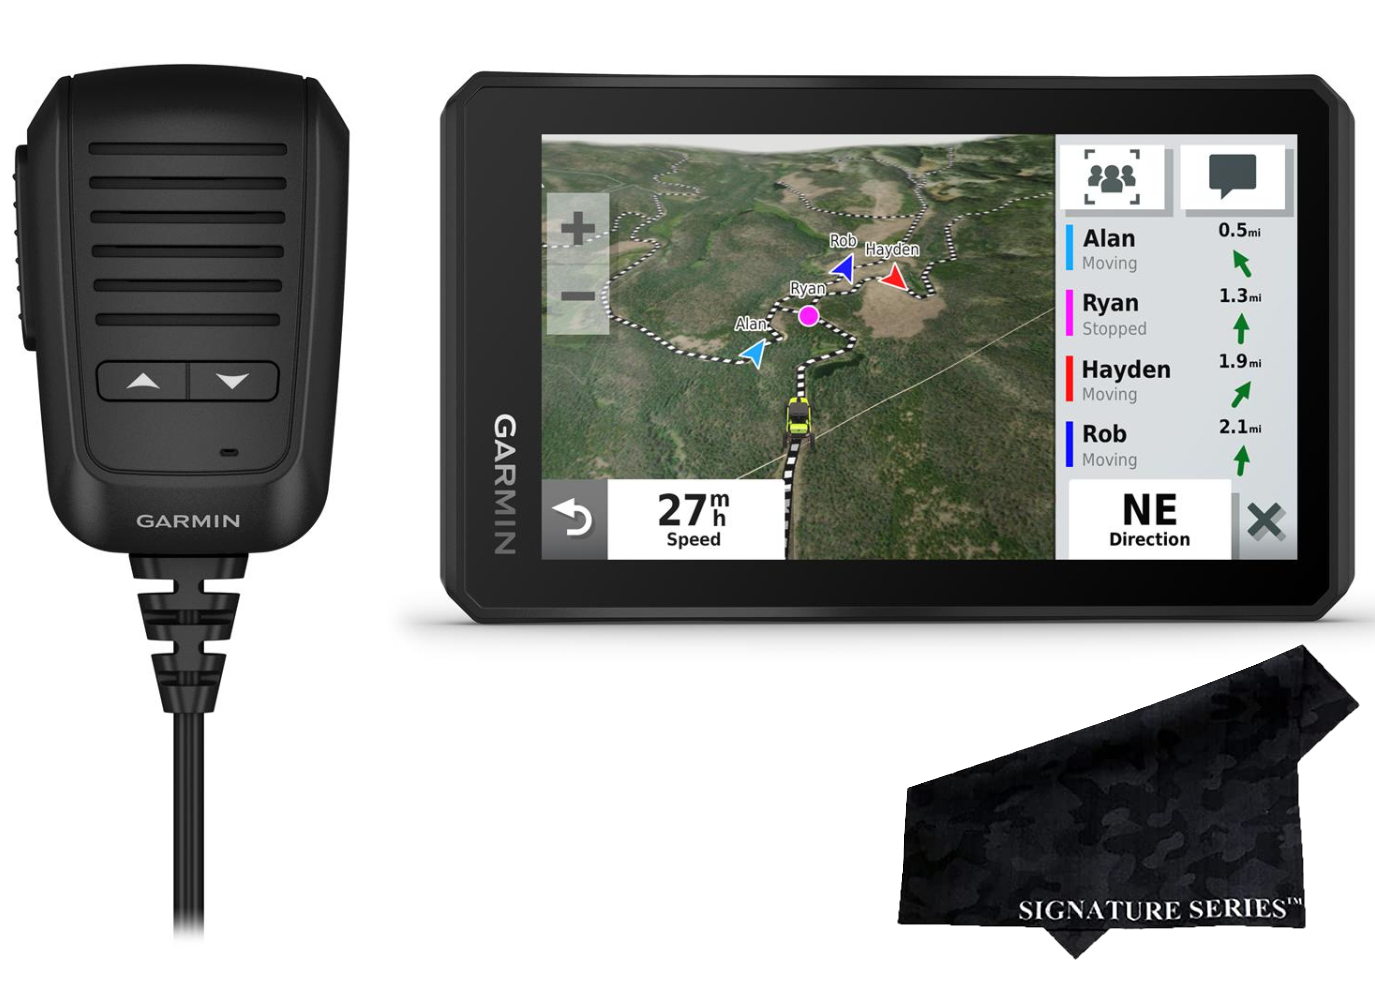 GARMIN
GARMIN
Rob
Hayden
Ryan
Alan
+
−
27 mh
Speed
Alan
Moving
0.5mi
Ryan
Stopped
1.3mi
Hayden
Moving
1.9mi
Rob
Moving
2.1mi
NE
Direction
SIGNATURE SERIES™